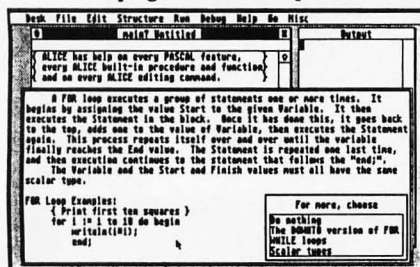 Desk File Edit Structure Run Debug Help Go Misc
main? Untitled
Output
{ ALICE has help on every PASCAL feature, }
{ every ALICE built-in procedure and function }
{ and on every ALICE editing command. }
A FOR loop executes a group of statements one or more times. It
begins by assigning the value Start to the given Variable. It then
executes the Statement in the block. Once it has done this, it goes back
to the top, adds one to the value of Variable, then executes the Statement
again. This process repeats itself over and over until the variable
finally reaches the End value. The Statement is repeated one last time,
and then execution continues to the statement that follows the "end;".
The Variable and the Start and Finish values must all have the same
scalar type.
FOR Loop Examples:
{ Print first ten squares }
for i := 1 to 10 do begin
writeln(i*i);
end;
For more, choose
Do nothing
The DOWNTO version of FOR
WHILE loops
Scalar types